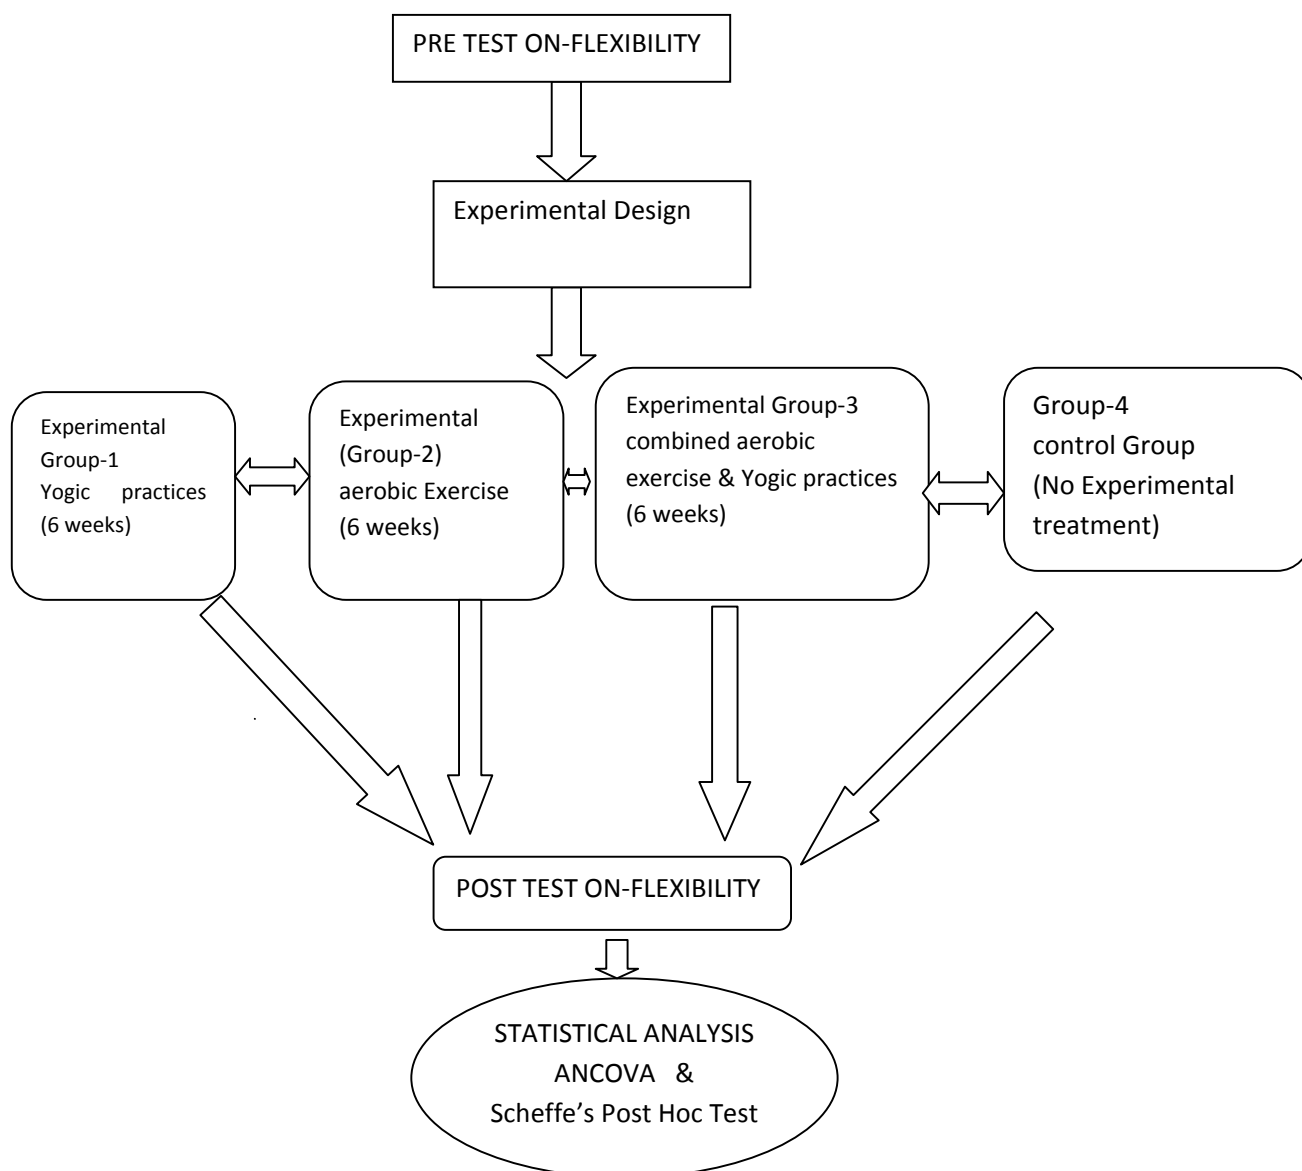 PRE TEST ON-FLEXIBILITY
Experimental Design
Experimental
Group-1
Yogic practices
(6 weeks)
Experimental
(Group-2)
aerobic Exercise
(6 weeks)
Experimental Group-3
combined aerobic
exercise & Yogic practices
(6 weeks)
Group-4
control Group
(No Experimental
treatment)
POST TEST ON-FLEXIBILITY
STATISTICAL ANALYSIS
ANCOVA &
Scheffe’s Post Hoc Test